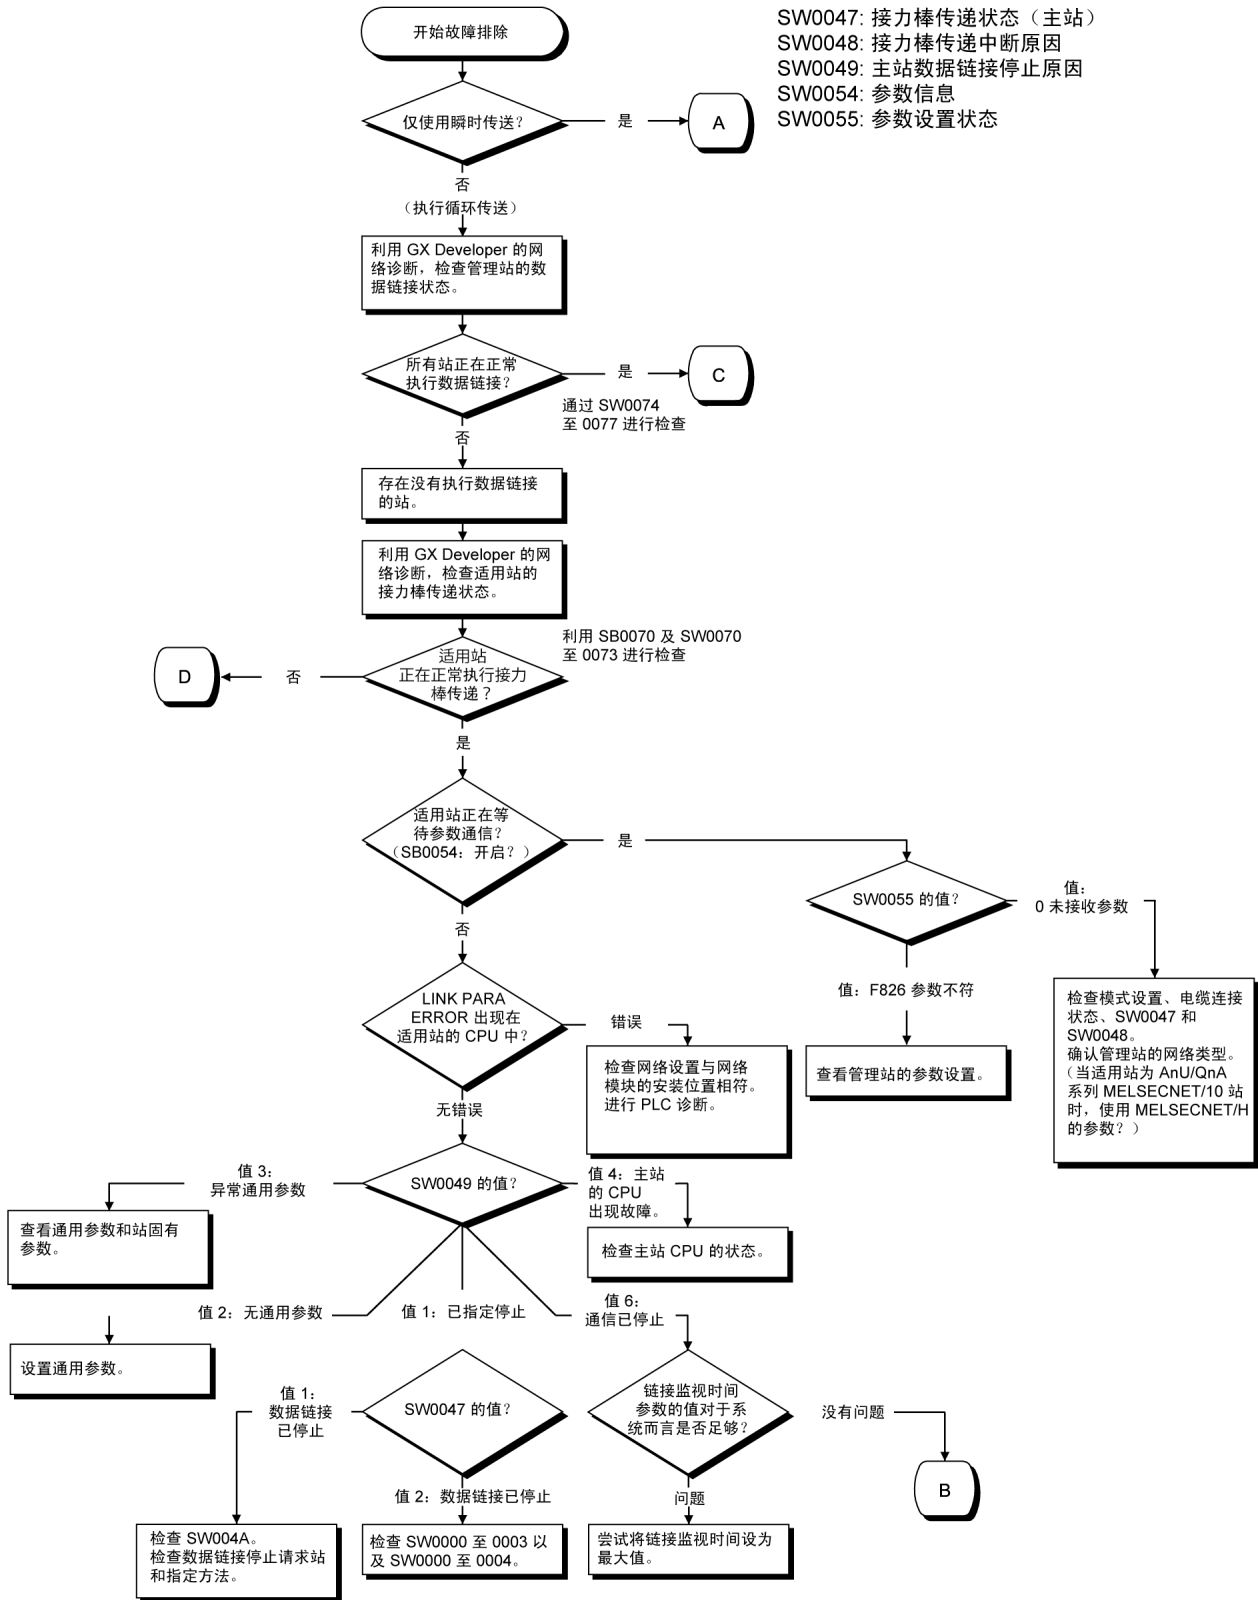 开始故障排除
SW0047: 接力棒传递状态（主站）
SW0048: 接力棒传递中断原因
SW0049: 主站数据链接停止原因
SW0054: 参数信息
SW0055: 参数设置状态
仅使用瞬时传送？
是
A
否
（执行循环传送）
利用 GX Developer 的网
络诊断，检查管理站的数
据链接状态。
所有站正在正常
执行数据链接？
是
C
通过 SW0074
至 0077 进行检查
否
存在没有执行数据链接
的站。
利用 GX Developer 的网
络诊断，检查适用站的
接力棒传递状态。
利用 SB0070 及 SW0070
至 0073 进行检查
适用站
正在正常执行接力
棒传递？
否
D
是
适用站正在等
待参数通信？
（SB0054：开启？）
是
SW0055 的值？
值：
0 未接收参数
否
值：F826 参数不符
LINK PARA
ERROR 出现在
适用站的 CPU 中？
错误
检查网络设置与网络
模块的安装位置相符。
进行 PLC 诊断。
查看管理站的参数设置。
检查模式设置、电缆连接
状态、SW0047 和
SW0048。
确认管理站的网络类型。
（当适用站为 AnU/QnA
系列 MELSECNET/10 站
时，使用 MELSECNET/H
的参数？）
无错误
SW0049 的值？
值 3：
异常通用参数
值 4：主站
的 CPU
出现故障。
查看通用参数和站固有
参数。
检查主站 CPU 的状态。
值 2：无通用参数
值 1：已指定停止
值 6：
通信已停止
设置通用参数。
值 1：
数据链接
已停止
SW0047 的值？
链接监视时间
参数的值对于系
统而言是否足够？
没有问题
B
值 2：数据链接已停止
问题
检查 SW004A。
检查数据链接停止请求站
和指定方法。
检查 SW0000 至 0003 以
及 SW0000 至 0004。
尝试将链接监视时间设为
最大值。